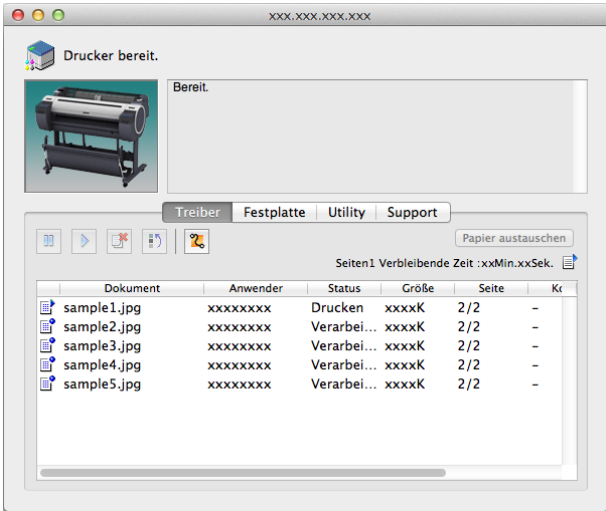 xxx.xxx.xxx.xxx
Drucker bereit.
Bereit.
Treiber Festplatte Utility Support
Papier austauschen
Seiten1 Verbleibende Zeit :xxMin.xxSek.
Dokument Anwender Status Größe Seite
sample1.jpg xxxxxxxx Drucken xxxxK 2/2 –
sample2.jpg xxxxxxxx Verarbei... xxxxK 2/2 –
sample3.jpg xxxxxxxx Verarbei... xxxxK 2/2 –
sample4.jpg xxxxxxxx Verarbei... xxxxK 2/2 –
sample5.jpg xxxxxxxx Verarbei... xxxxK 2/2 –